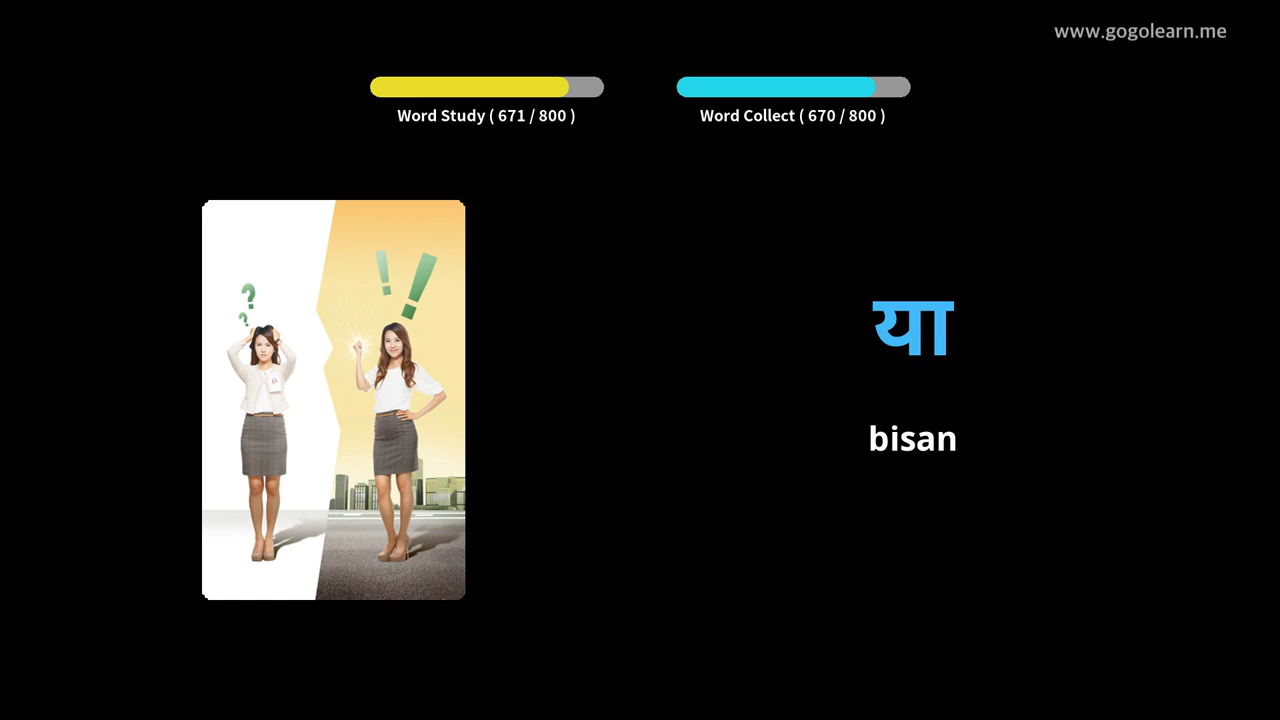 www.gogolearn.me
Word Study ( 671 / 800 )
Word Collect ( 670 / 800 )
? ?
! !
या
bisan